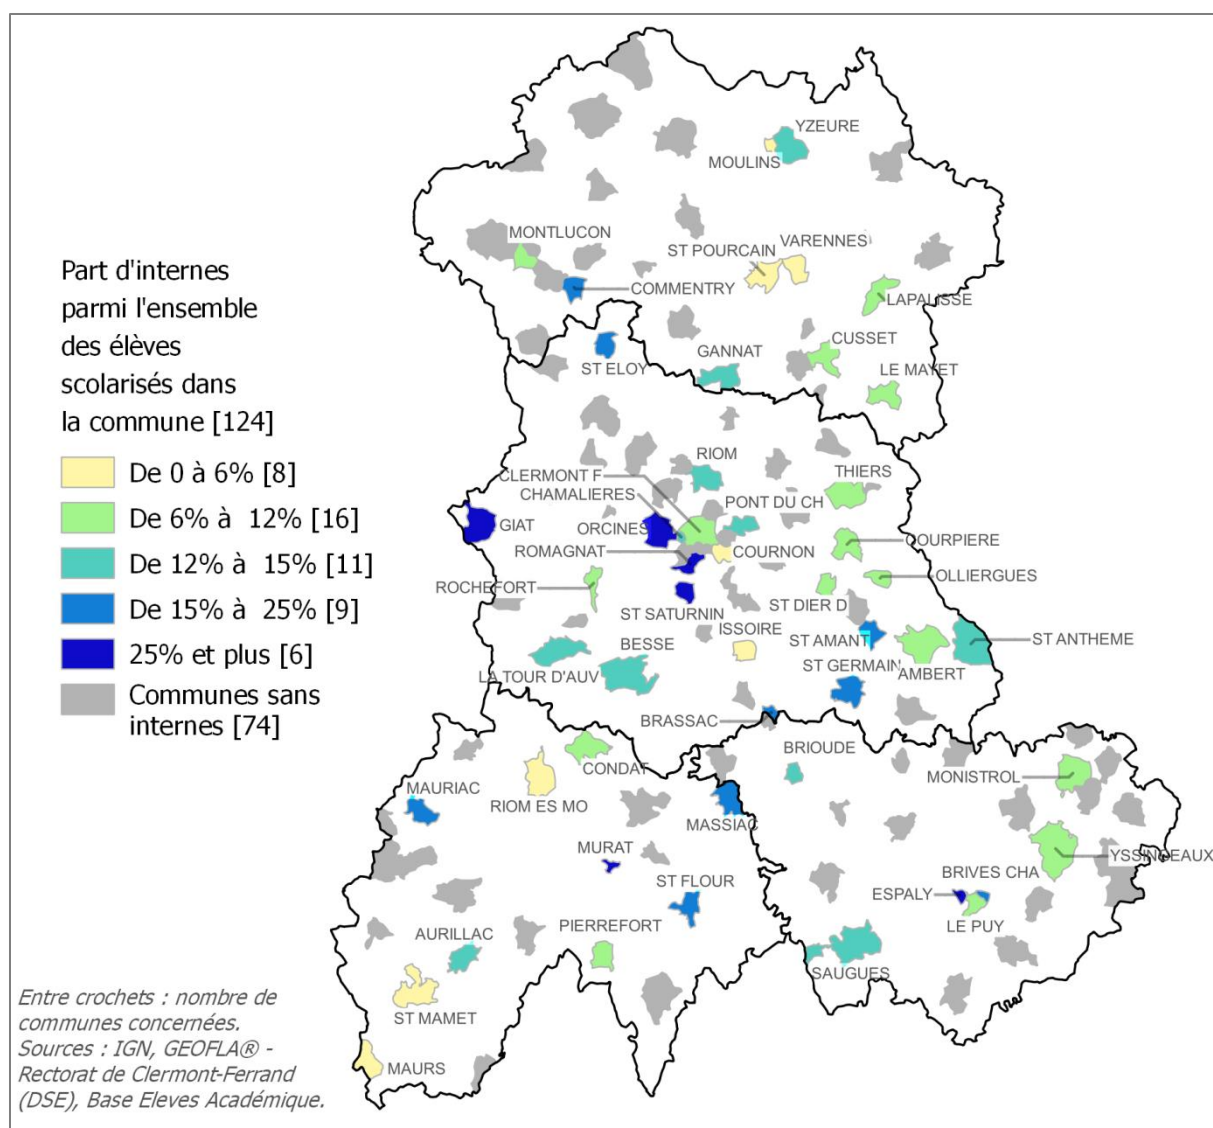 YZEURE
MOULINS
MONTLUCON
ST POURCAIN
VARENNES
COMMENTRY
LAPALISSE
CUSSET
ST ELOY
GANNAT
LE MAYET
Part d'internes
parmi l'ensemble
des élèves
scolarisés dans
la commune [124]
De 0 à 6% [8]
De 6% à 12% [16]
De 12% à 15% [11]
De 15% à 25% [9]
25% et plus [6]
Communes sans
internes [74]
RIOM
CLERMONT F
THIERS
CHAMALIERES
PONT DU CH
GIAT
ORCINES
COURPIERE
ROMAGNAT
COURNON
OLLIERGUES
ROCHEFORT
ST DIER D
ST SATURNIN
ISSOIRE
ST AMANT
ST ANTHEME
BESSE
LA TOUR D'AUV
ST GERMAIN
AMBERT
BRASSAC
BRIOUDE
CONDAT
MONISTROL
MAURIAC
RIOM ES MO
MASSIAC
MURAT
YSSINGEAUX
BRIVES CHA
ST FLOUR
ESPALY
LE PUY
PIERREFORT
AURILLAC
SAUGUES
ST MAMET
MAURS
Entre crochets : nombre de
communes concernées.
Sources : IGN, GEOFLA® -
Rectorat de Clermont-Ferrand
(DSE), Base Eleves Académique.